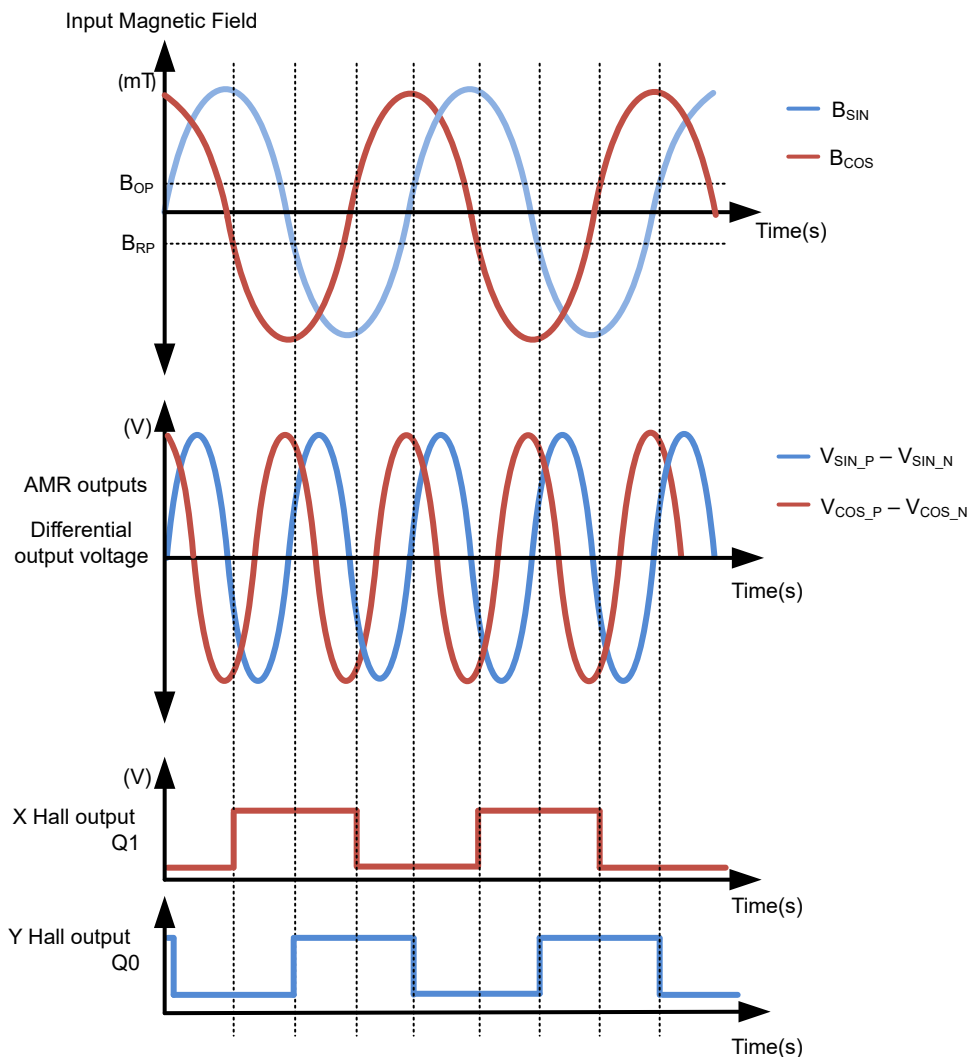 Input Magnetic Field
(mT)
B_SIN
B_COS
B_OP
B_RP
Time(s)
(V)
AMR outputs
Differential
output voltage
V_SIN_P – V_SIN_N
V_COS_P – V_COS_N
Time(s)
(V)
X Hall output
Q1
Time(s)
Y Hall output
Q0
Time(s)